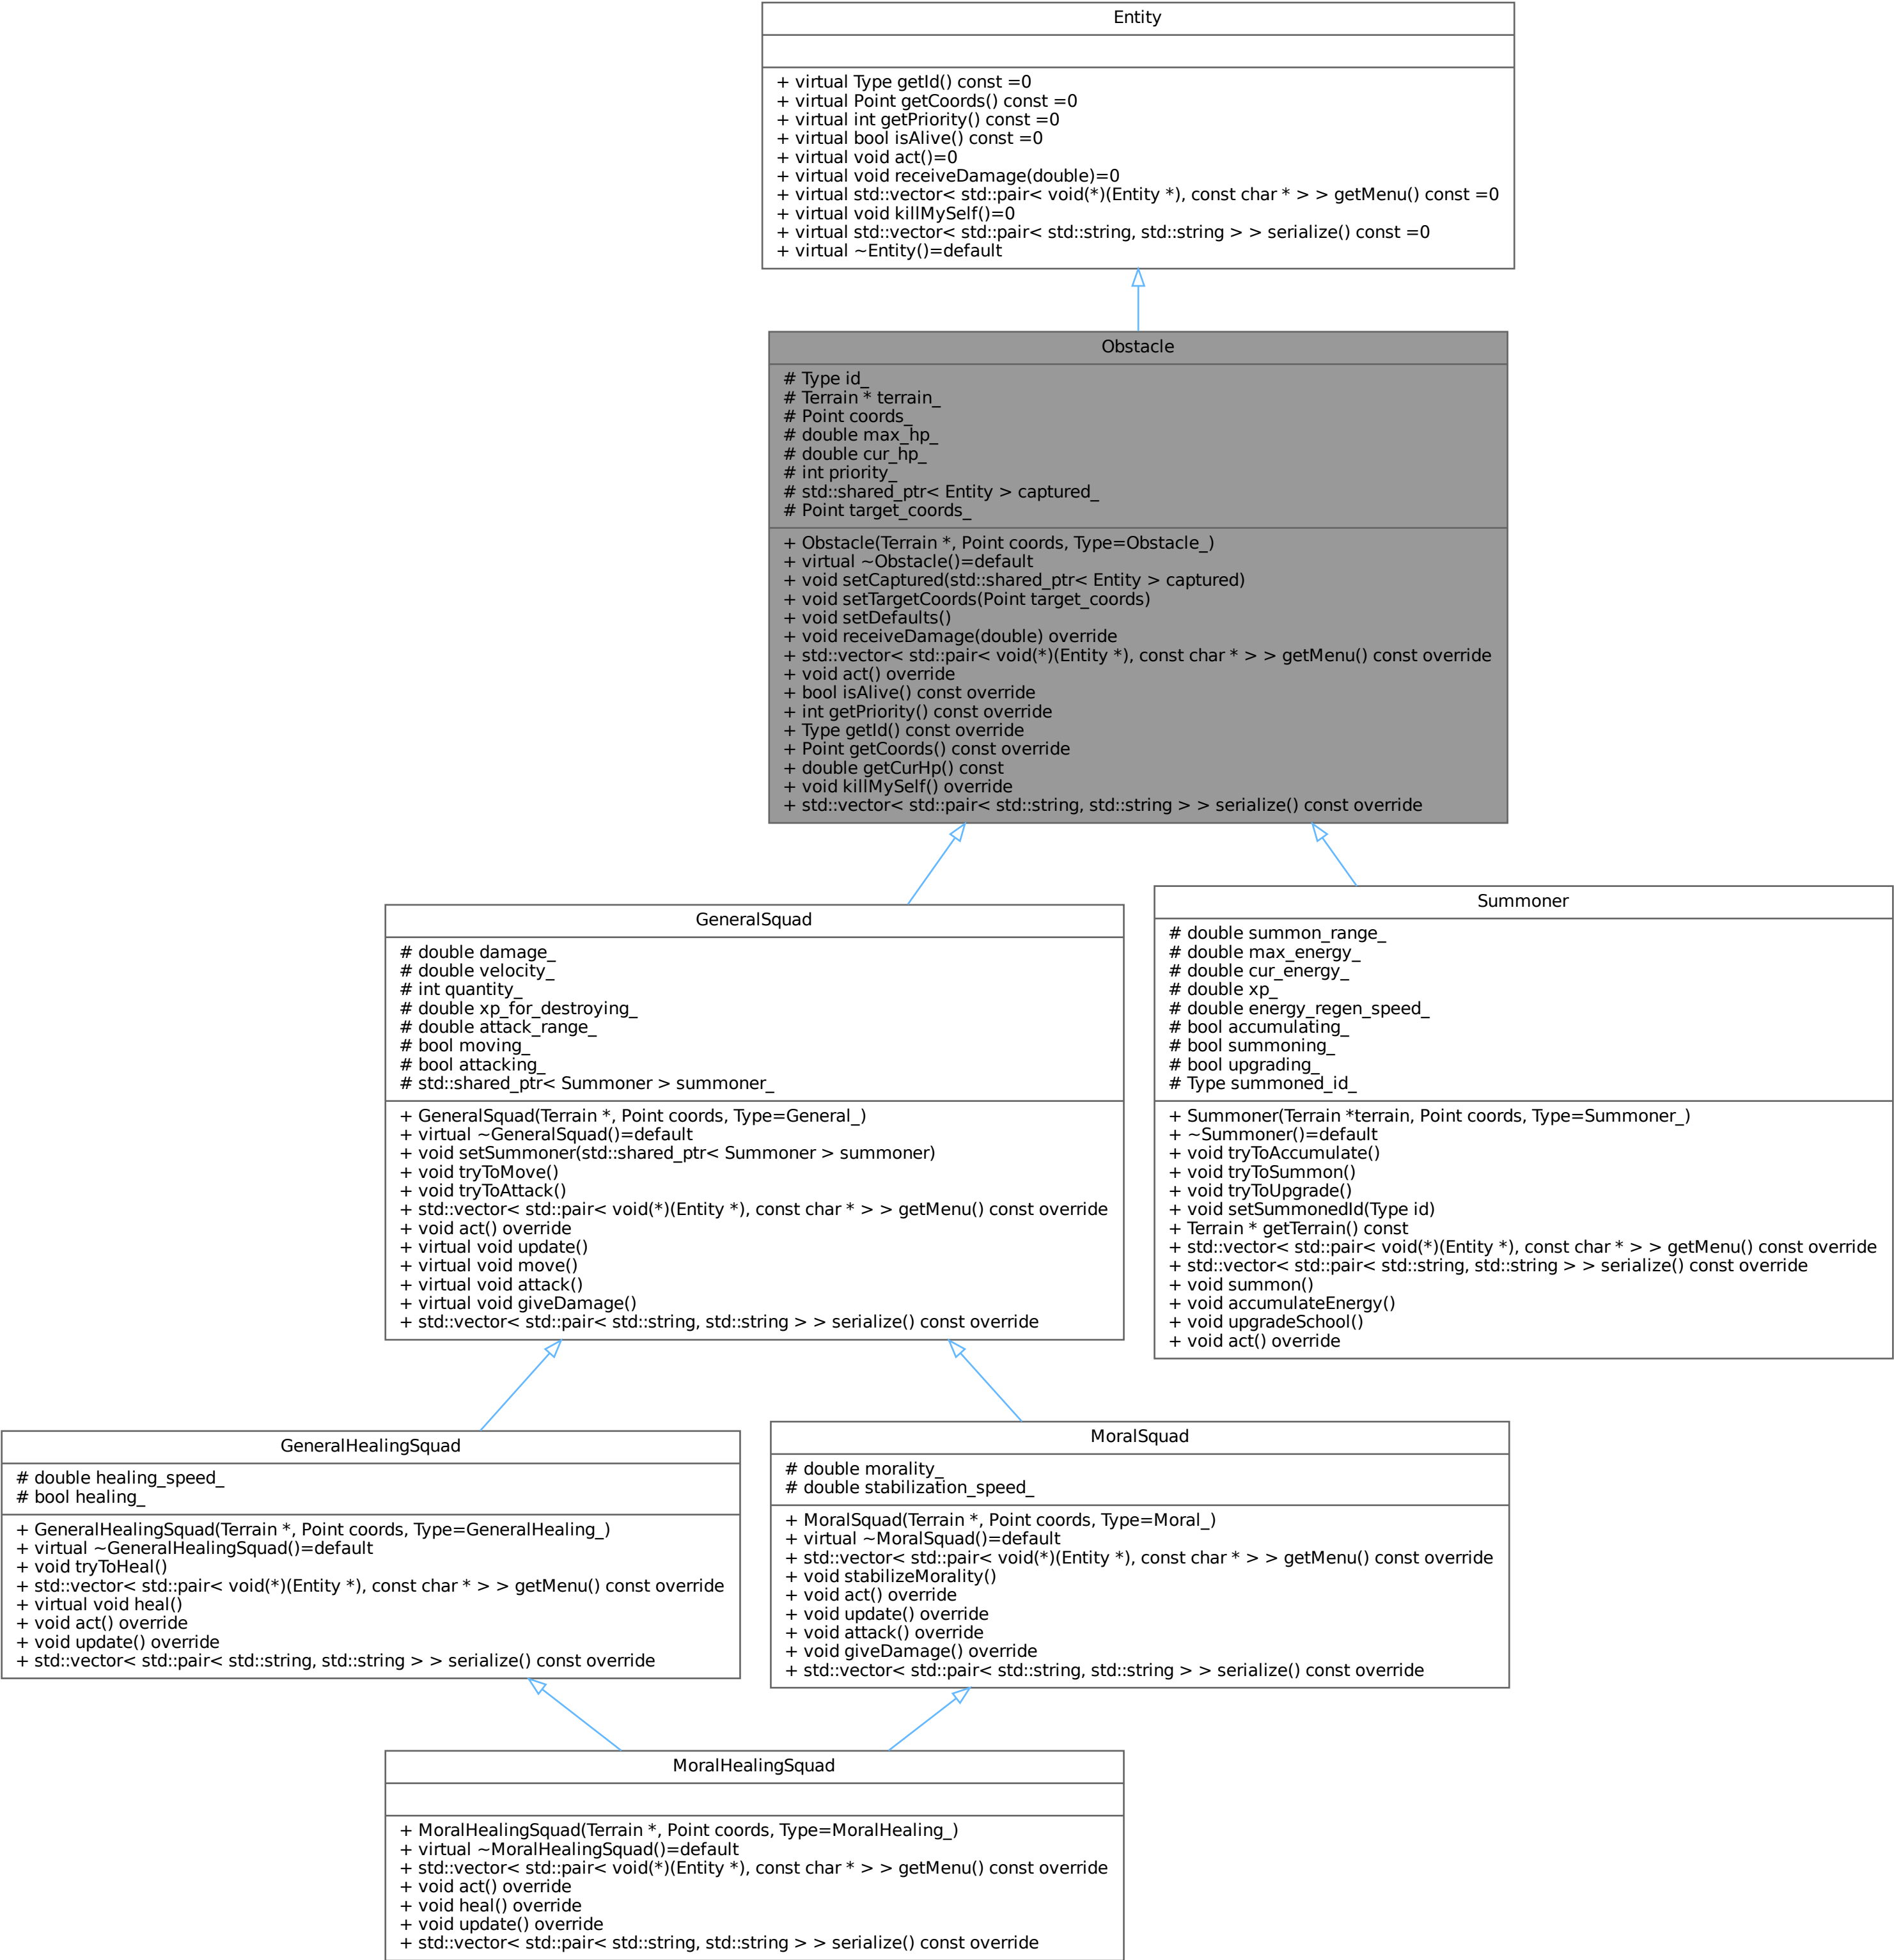 Entity
+ virtual Type getId() const =0
+ virtual Point getCoords() const =0
+ virtual int getPriority() const =0
+ virtual bool isAlive() const =0
+ virtual void act()=0
+ virtual void receiveDamage(double)=0
+ virtual std::vector< std::pair< void(*)(Entity *), const char * > > getMenu() const =0
+ virtual void killMySelf()=0
+ virtual std::vector< std::pair< std::string, std::string > > serialize() const =0
+ virtual ~Entity()=default
Obstacle
# Type id_
# Terrain * terrain_
# Point coords_
# double max_hp_
# double cur_hp_
# int priority_
# std::shared_ptr< Entity > captured_
# Point target_coords_
+ Obstacle(Terrain *, Point coords, Type=Obstacle_)
+ virtual ~Obstacle()=default
+ void setCaptured(std::shared_ptr< Entity > captured)
+ void setTargetCoords(Point target_coords)
+ void setDefaults()
+ void receiveDamage(double) override
+ std::vector< std::pair< void(*)(Entity *), const char * > > getMenu() const override
+ void act() override
+ bool isAlive() const override
+ int getPriority() const override
+ Type getId() const override
+ Point getCoords() const override
+ double getCurHp() const
+ void killMySelf() override
+ std::vector< std::pair< std::string, std::string > > serialize() const override
GeneralSquad
# double damage_
# double velocity_
# int quantity_
# double xp_for_destroying_
# double attack_range_
# bool moving_
# bool attacking_
# std::shared_ptr< Summoner > summoner_
+ GeneralSquad(Terrain *, Point coords, Type=General_)
+ virtual ~GeneralSquad()=default
+ void setSummoner(std::shared_ptr< Summoner > summoner)
+ void tryToMove()
+ void tryToAttack()
+ std::vector< std::pair< void(*)(Entity *), const char * > > getMenu() const override
+ void act() override
+ virtual void update()
+ virtual void move()
+ virtual void attack()
+ virtual void giveDamage()
+ std::vector< std::pair< std::string, std::string > > serialize() const override
Summoner
# double summon_range_
# double max_energy_
# double cur_energy_
# double xp_
# double energy_regen_speed_
# bool accumulating_
# bool summoning_
# bool upgrading_
# Type summoned_id_
+ Summoner(Terrain *terrain, Point coords, Type=Summoner_)
+ ~Summoner()=default
+ void tryToAccumulate()
+ void tryToSummon()
+ void tryToUpgrade()
+ void setSummonedId(Type id)
+ Terrain * getTerrain() const
+ std::vector< std::pair< void(*)(Entity *), const char * > > getMenu() const override
+ std::vector< std::pair< std::string, std::string > > serialize() const override
+ void summon()
+ void accumulateEnergy()
+ void upgradeSchool()
+ void act() override
GeneralHealingSquad
# double healing_speed_
# bool healing_
+ GeneralHealingSquad(Terrain *, Point coords, Type=GeneralHealing_)
+ virtual ~GeneralHealingSquad()=default
+ void tryToHeal()
+ std::vector< std::pair< void(*)(Entity *), const char * > > getMenu() const override
+ virtual void heal()
+ void act() override
+ void update() override
+ std::vector< std::pair< std::string, std::string > > serialize() const override
MoralSquad
# double morality_
# double stabilization_speed_
+ MoralSquad(Terrain *, Point coords, Type=Moral_)
+ virtual ~MoralSquad()=default
+ std::vector< std::pair< void(*)(Entity *), const char * > > getMenu() const override
+ void stabilizeMorality()
+ void act() override
+ void update() override
+ void attack() override
+ void giveDamage() override
+ std::vector< std::pair< std::string, std::string > > serialize() const override
MoralHealingSquad
+ MoralHealingSquad(Terrain *, Point coords, Type=MoralHealing_)
+ virtual ~MoralHealingSquad()=default
+ std::vector< std::pair< void(*)(Entity *), const char * > > getMenu() const override
+ void act() override
+ void heal() override
+ void update() override
+ std::vector< std::pair< std::string, std::string > > serialize() const override